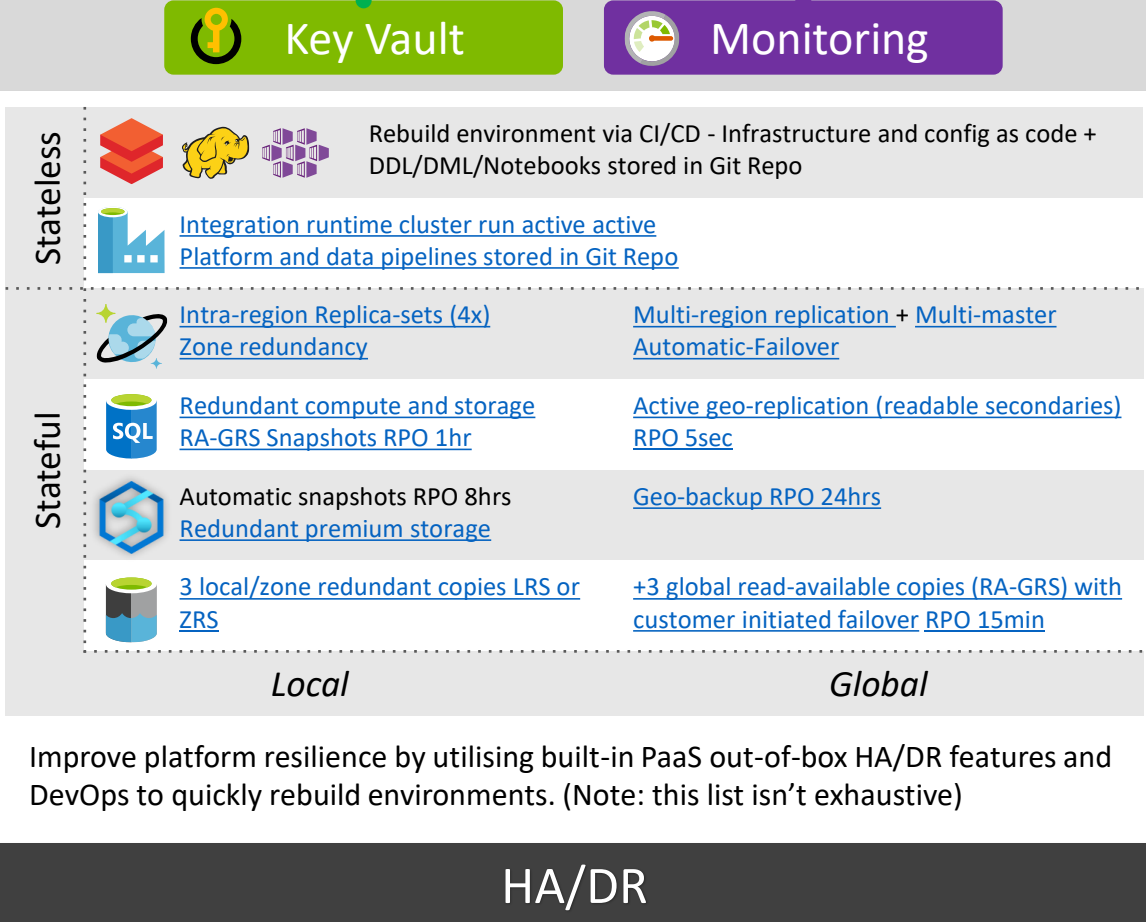 Key Vault
Monitoring
Stateless
Rebuild environment via CI/CD - Infrastructure and config as code +
DDL/DML/Notebooks stored in Git Repo
Integration runtime cluster run active active
Platform and data pipelines stored in Git Repo
Stateful
Intra-region Replica-sets (4x)
Zone redundancy
Multi-region replication + Multi-master
Automatic-Failover
SQL
Redundant compute and storage
RA-GRS Snapshots RPO 1hr
Active geo-replication (readable secondaries)
RPO 5sec
Automatic snapshots RPO 8hrs
Redundant premium storage
Geo-backup RPO 24hrs
3 local/zone redundant copies LRS or
ZRS
+3 global read-available copies (RA-GRS) with
customer initiated failover RPO 15min
Local
Global
Improve platform resilience by utilising built-in PaaS out-of-box HA/DR features and
DevOps to quickly rebuild environments. (Note: this list isn't exhaustive)
HA/DR